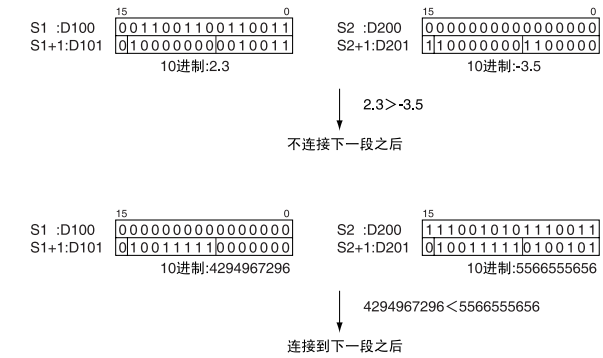 15 0 15 0
S1 :D100 0011001100110011 S2 :D200 0000000000000000
S1+1:D101 0100000000010011 S2+1:D201 1100000001100000
10进制:2.3 10进制:-3.5
2.3＞-3.5
不连接下一段之后
15 0 15
S1 :D100 0000000000000000 S2 :D200 1110010101110011
S1+1:D101 0100111110000000 S2+1:D201 0100111110100101
10进制:4294967296 10进制:5566555656
4294967296＜5566555656
连接到下一段之后